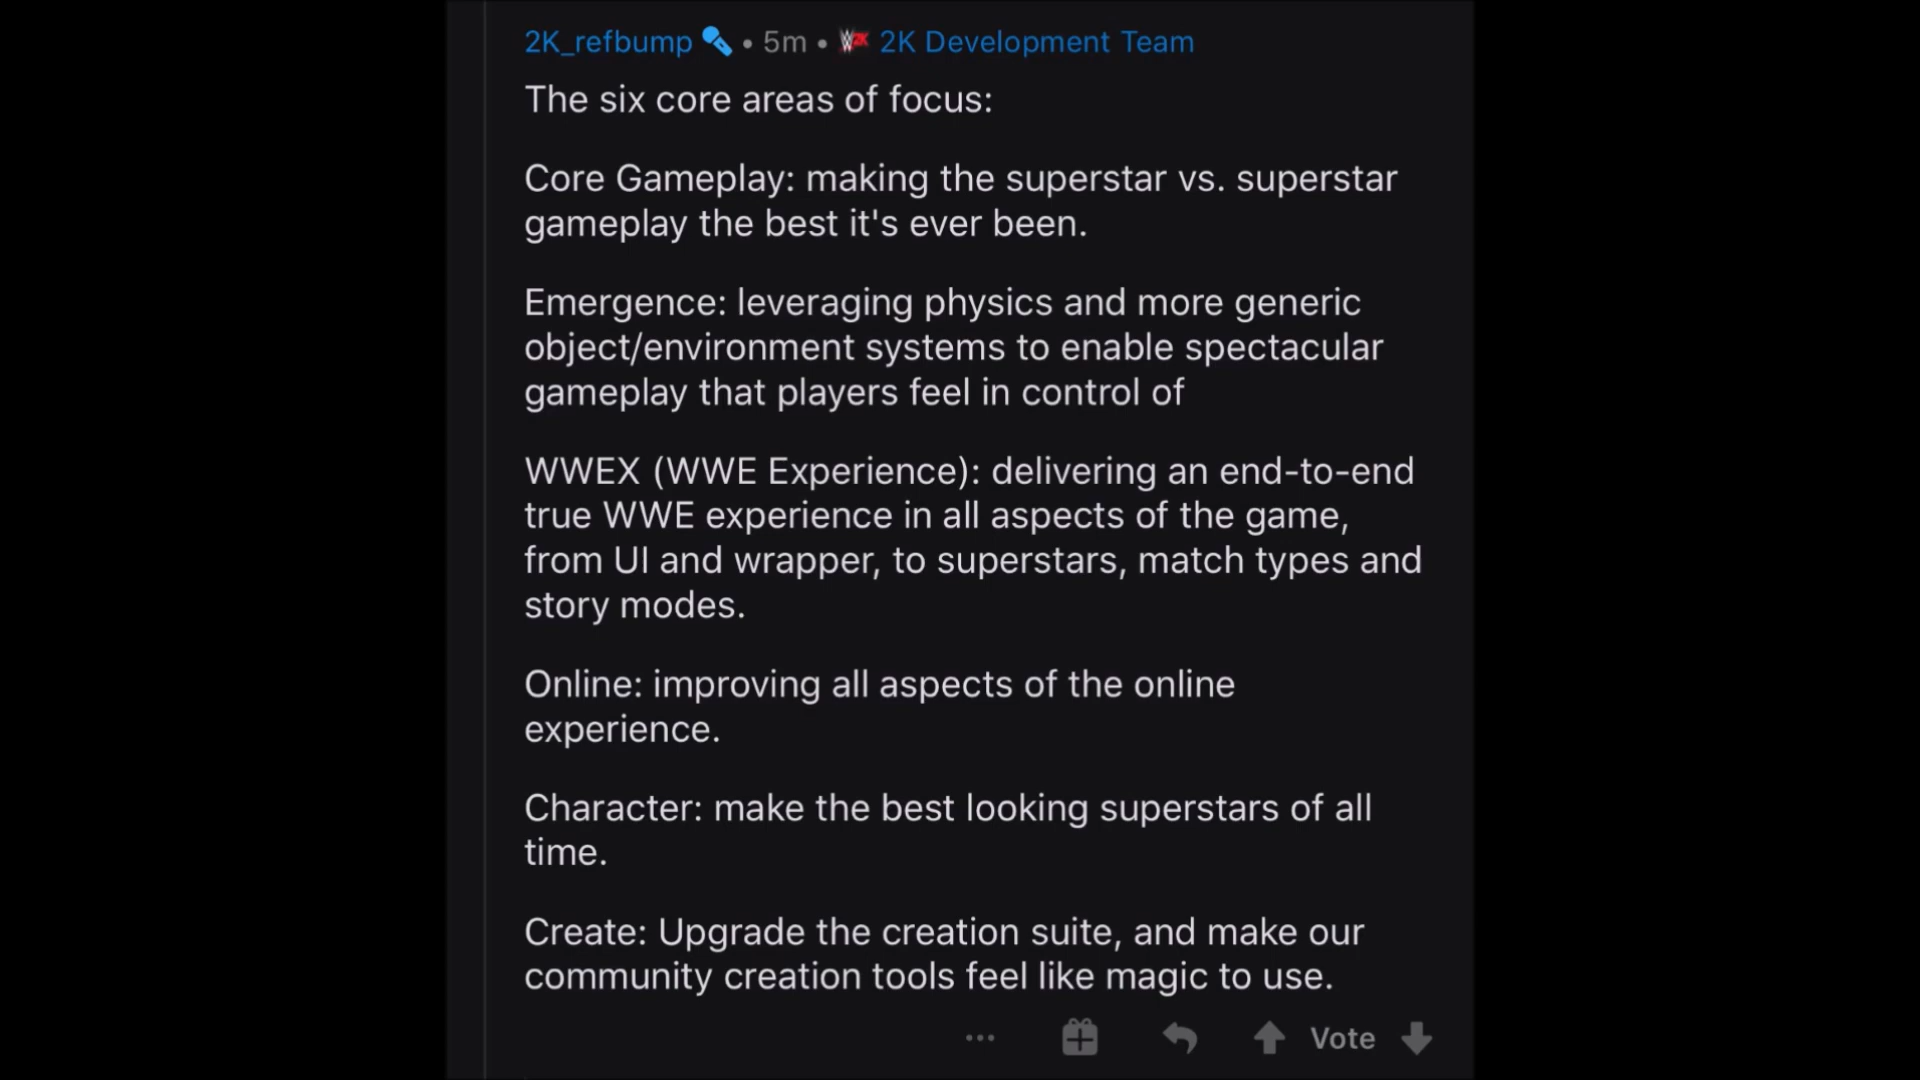 2K_refbump • 5m • W2K 2K Development Team
The six core areas of focus:
Core Gameplay: making the superstar vs. superstar
gameplay the best it's ever been.
Emergence: leveraging physics and more generic
object/environment systems to enable spectacular
gameplay that players feel in control of
WWEX (WWE Experience): delivering an end-to-end
true WWE experience in all aspects of the game,
from UI and wrapper, to superstars, match types and
story modes.
Online: improving all aspects of the online
experience.
Character: make the best looking superstars of all
time.
Create: Upgrade the creation suite, and make our
community creation tools feel like magic to use.
Vote